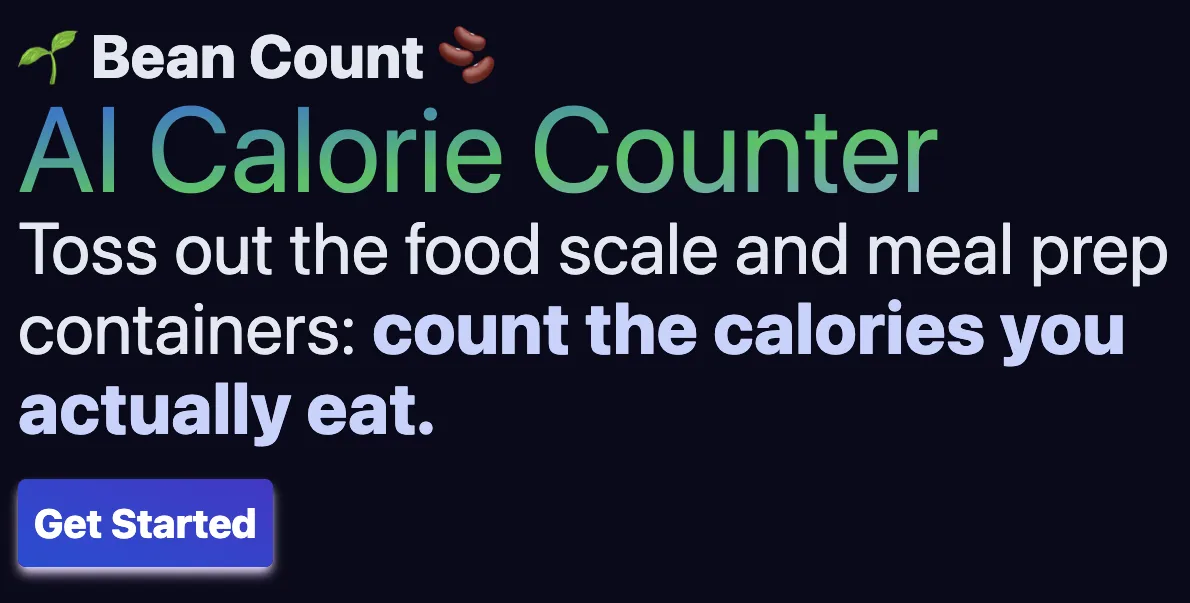 🌱 Bean Count 🫘
AI Calorie Counter
Toss out the food scale and meal prep
containers: count the calories you
actually eat.
Get Started